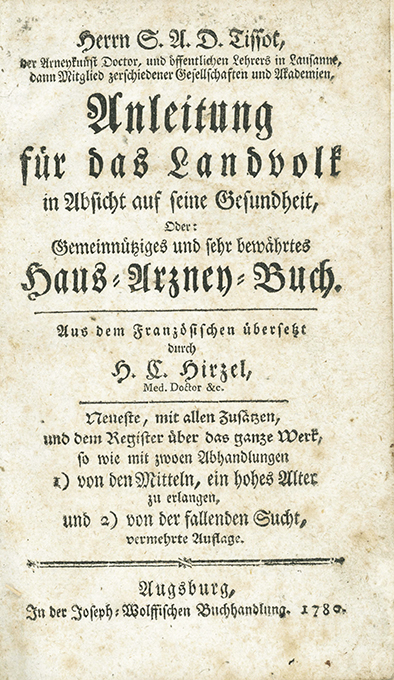 Herrn S. A. D. Tissot,
der Arneykunst Doctor, und öffentlichen Lehrers in Lausanne,
dann Mitglied zerschiedener Gesellschaften und Akademien,
Anleitung
für das Landvolk
in Absicht auf seine Gesundheit,
Oder:
Gemeinnütziges und sehr bewährtes
Haus-Arzney-Buch.
Aus dem Französischen übersetzt
durch
H. C. Hirzel,
Med. Doctor &c.
Neueste, mit allen Zusätzen,
und dem Register über das ganze Werk,
so wie mit zwoen Abhandlungen
1) von den Mitteln, ein hohes Alter
zu erlangen,
und 2) von der fallenden Sucht,
vermehrte Auflage.
Augsburg,
In der Joseph-Wolffischen Buchhandlung. 1780.